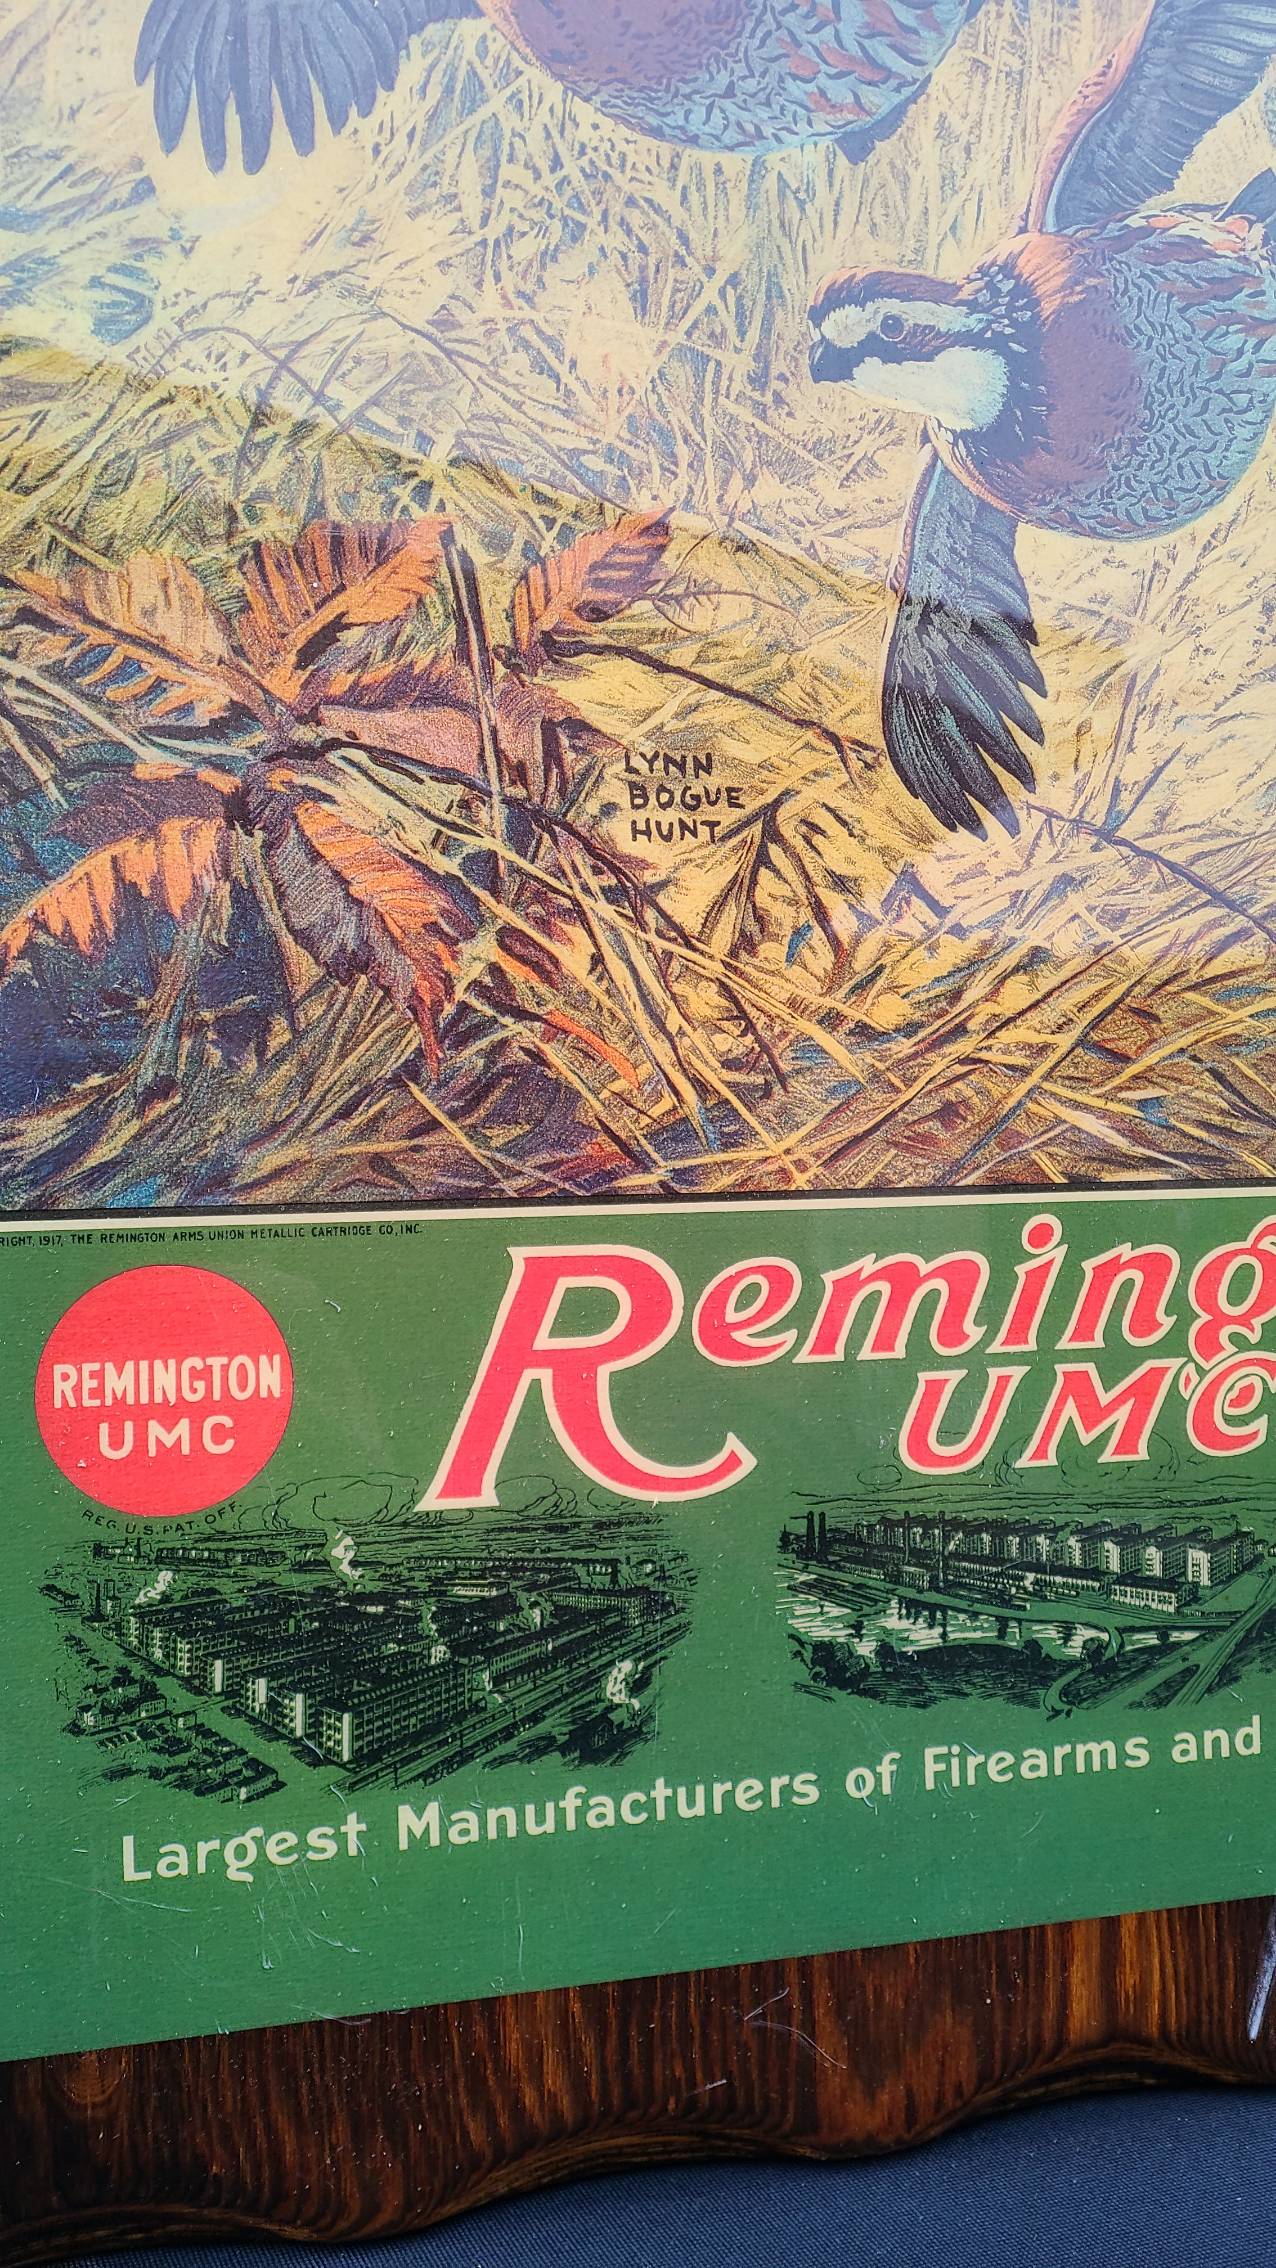 LYNN
BOGUE
HUNT
RIGHT, 1917, THE REMINGTON ARMS UNION METALLIC CARTRIDGE CO, INC.
Reming
UMC
REMINGTON
UMC
REG. U.S. PAT. OFF.
Largest Manufacturers of Firearms and